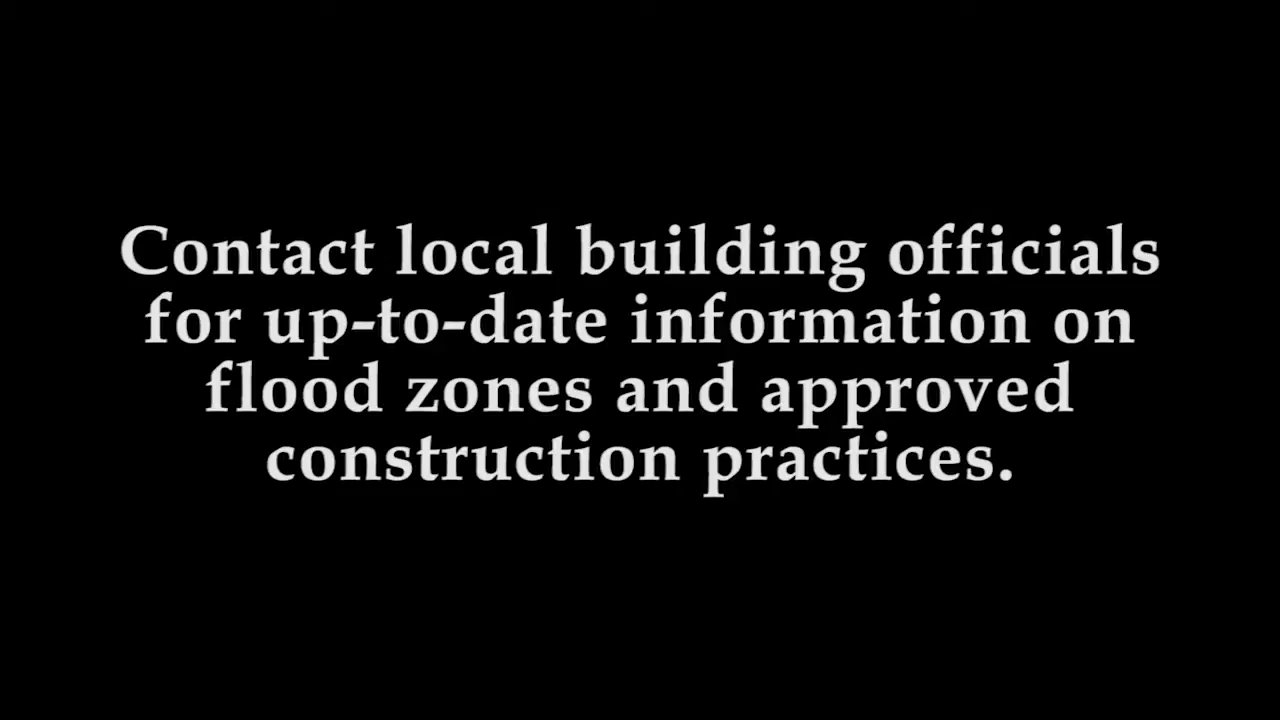 Contact local building officials
for up-to-date information on
flood zones and approved
construction practices.